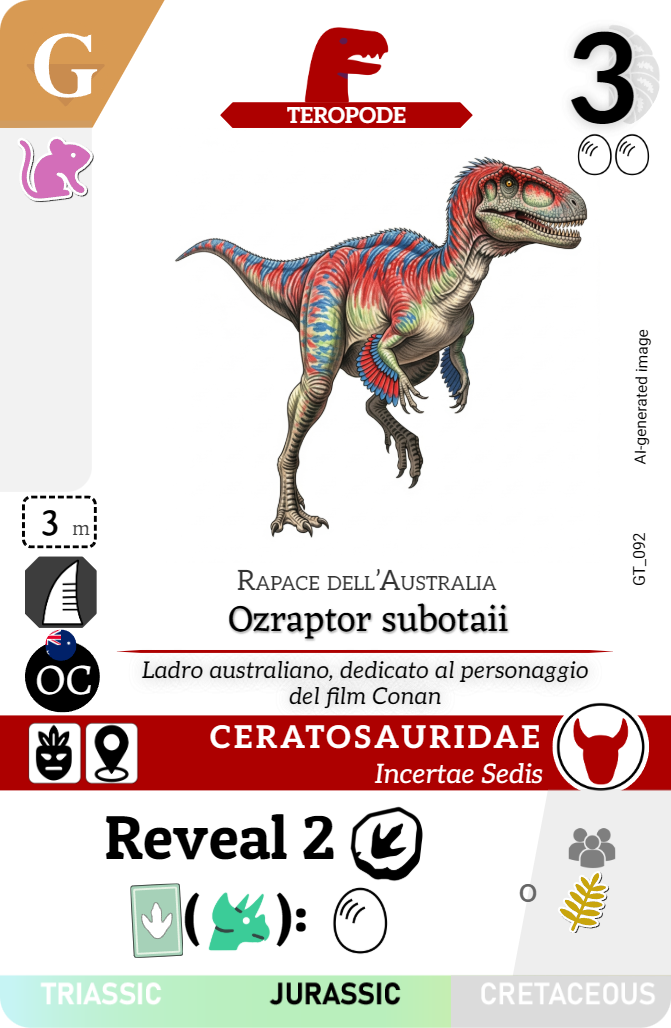 G
TEROPODE
3
AI-generated image
GT_092
3 m
OC
Rapace dell’Australia
Ozraptor subotaii
Ladro australiano, dedicato al personaggio
del film Conan
CERATOSAURIDAE
Incertae Sedis
Reveal 2
( ):
o
TRIASSIC JURASSIC CRETACEOUS